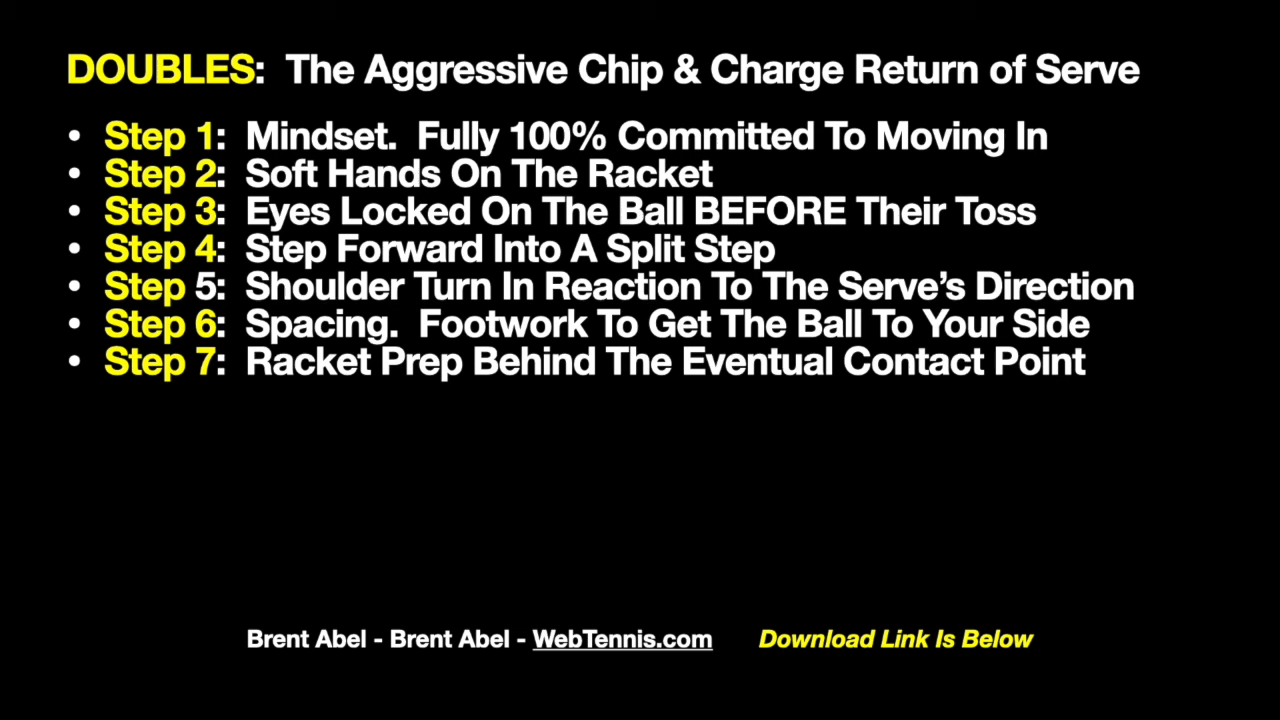 DOUBLES: The Aggressive Chip & Charge Return of Serve
• Step 1: Mindset. Fully 100% Committed To Moving In
• Step 2: Soft Hands On The Racket
• Step 3: Eyes Locked On The Ball BEFORE Their Toss
• Step 4: Step Forward Into A Split Step
• Step 5: Shoulder Turn In Reaction To The Serve’s Direction
• Step 6: Spacing. Footwork To Get The Ball To Your Side
• Step 7: Racket Prep Behind The Eventual Contact Point
Brent Abel - Brent Abel - WebTennis.com Download Link Is Below